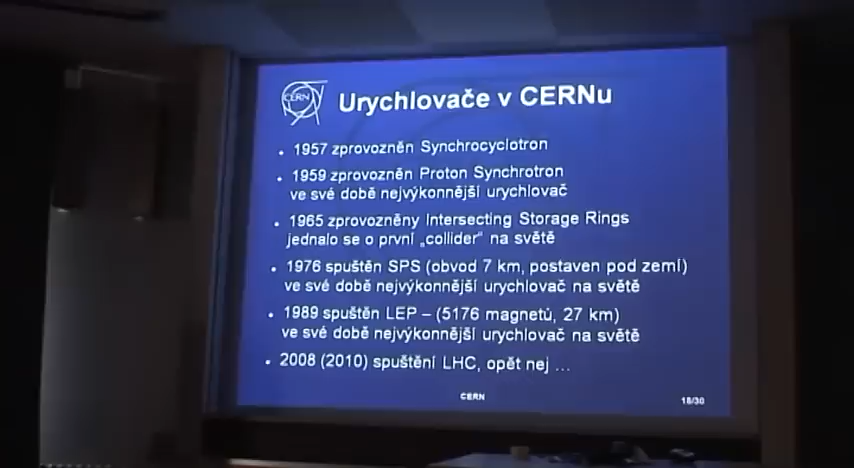 CERN
Urychlovače v CERNu
• 1957 zprovozněn Synchrocyclotron
• 1959 zprovozněn Proton Synchrotron
ve své době nejvýkonnější urychlovač
• 1965 zprovozněny Intersecting Storage Rings
jednalo se o první „collider“ na světě
• 1976 spuštěn SPS (obvod 7 km, postaven pod zemí)
ve své době nejvýkonnější urychlovač na světě
• 1989 spuštěn LEP – (5176 magnetů, 27 km)
ve své době nejvýkonnější urychlovač na světě
• 2008 (2010) spuštění LHC, opět nej ...
CERN
18/30